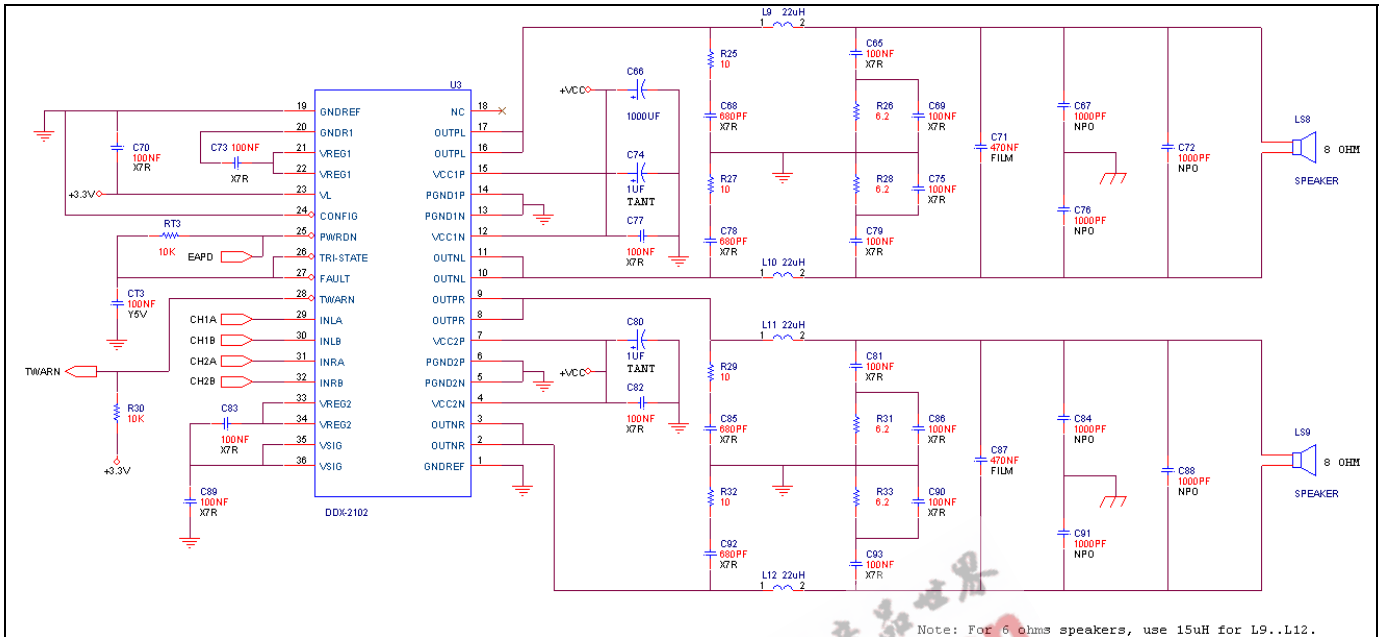 L9 22uH
1 2
C65
100NF
X7R
R25
10
C66
1000UF
+VCC
U3
19 GNDREF
20 GNDR1
21 VREG1
22 VREG1
23 VL
24 CONFIG
25 PWRDN
26 TRI-STATE
27 FAULT
28 TWARN
29 INLA
30 INLB
31 INRA
32 INRB
33 VREG2
34 VREG2
35 VSIG
36 VSIG
NC 18
OUTPL 17
OUTPL 16
VCC1P 15
PGND1P 14
PGND1N 13
VCC1N 12
OUTNL 11
OUTNL 10
OUTPR 9
OUTPR 8
VCC2P 7
PGND2P 6
PGND2N 5
VCC2N 4
OUTNR 3
OUTNR 2
GNDREF 1
DDX-2102
C70
100NF
X7R
C73 100NF
X7R
+3.3V
RT3
10K
EAPD
CT3
100NF
Y5V
CH1A
CH1B
CH2A
CH2B
TWARN
R30
10K
+3.3V
C83
100NF
X7R
C89
100NF
X7R
C74
1UF
TANT
C77
100NF
X7R
C68
680PF
X7R
R26
6.2
C69
100NF
X7R
R27
10
R28
6.2
C75
100NF
X7R
C78
680PF
X7R
C79
100NF
X7R
L10 22uH
1 2
C71
470NF
FILM
C67
1000PF
NPO
C76
1000PF
NPO
C72
1000PF
NPO
LS8
8 OHM
SPEAKER
L11 22uH
1 2
C80
1UF
TANT
+VCC
C82
100NF
X7R
R29
10
C81
100NF
X7R
C85
680PF
X7R
R31
6.2
C86
100NF
X7R
R32
10
R33
6.2
C90
100NF
X7R
C92
680PF
X7R
C93
100NF
X7R
L12 22uH
1 2
C87
470NF
FILM
C84
1000PF
NPO
C91
1000PF
NPO
C88
1000PF
NPO
LS9
8 OHM
SPEAKER
品世界
Note: For 6 ohms speakers, use 15uH for L9..L12.